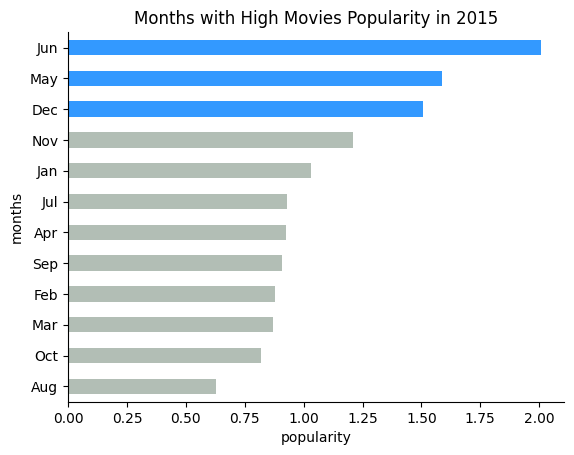 Months with High Movies Popularity in 2015
Jun
May
Dec
Nov
Jan
Jul
Apr
Sep
Feb
Mar
Oct
Aug
months
0.00 0.25 0.50 0.75 1.00 1.25 1.50 1.75 2.00
popularity